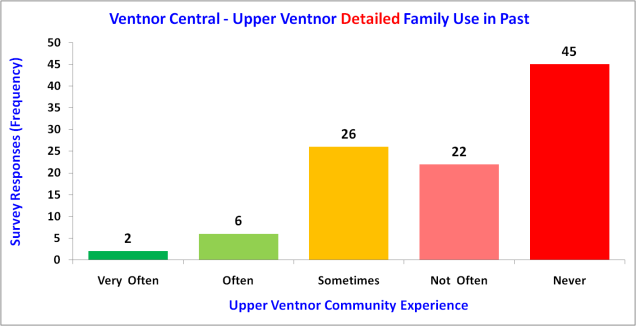 Ventnor Central - Upper Ventnor Detailed Family Use in Past
Survey Responses (Frequency)
50
45
40
35
30
25
20
15
10
5
0
2
6
26
22
45
Very Often
Often
Sometimes
Not Often
Never
Upper Ventnor Community Experience